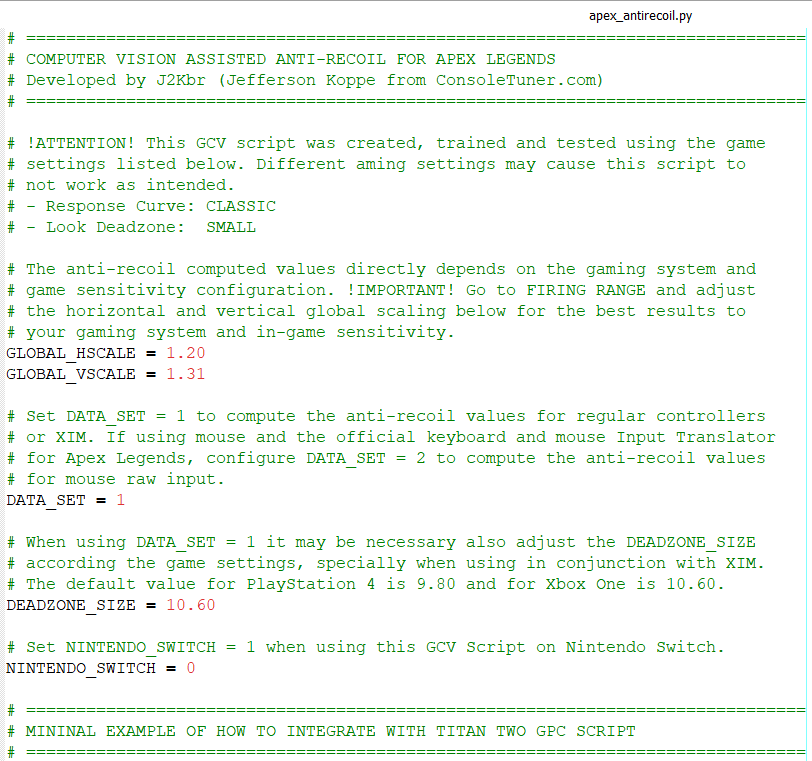 apex_antirecoil.py
# ==============================================================================
# COMPUTER VISION ASSISTED ANTI-RECOIL FOR APEX LEGENDS
# Developed by J2Kbr (Jefferson Koppe from ConsoleTuner.com)
# ==============================================================================
# !ATTENTION! This GCV script was created, trained and tested using the game
# settings listed below. Different aming settings may cause this script to
# not work as intended.
# - Response Curve: CLASSIC
# - Look Deadzone:  SMALL
# The anti-recoil computed values directly depends on the gaming system and
# game sensitivity configuration. !IMPORTANT! Go to FIRING RANGE and adjust
# the horizontal and vertical global scaling below for the best results to
# your gaming system and in-game sensitivity.
GLOBAL_HSCALE = 1.20
GLOBAL_VSCALE = 1.31
# Set DATA_SET = 1 to compute the anti-recoil values for regular controllers
# or XIM. If using mouse and the official keyboard and mouse Input Translator
# for Apex Legends, configure DATA_SET = 2 to compute the anti-recoil values
# for mouse raw input.
DATA_SET = 1
# When using DATA_SET = 1 it may be necessary also adjust the DEADZONE_SIZE
# according the game settings, specially when using in conjunction with XIM.
# The default value for PlayStation 4 is 9.80 and for Xbox One is 10.60.
DEADZONE_SIZE = 10.60
# Set NINTENDO_SWITCH = 1 when using this GCV Script on Nintendo Switch.
NINTENDO_SWITCH = 0
# ==============================================================================
# MININAL EXAMPLE OF HOW TO INTEGRATE WITH TITAN TWO GPC SCRIPT
# ==============================================================================